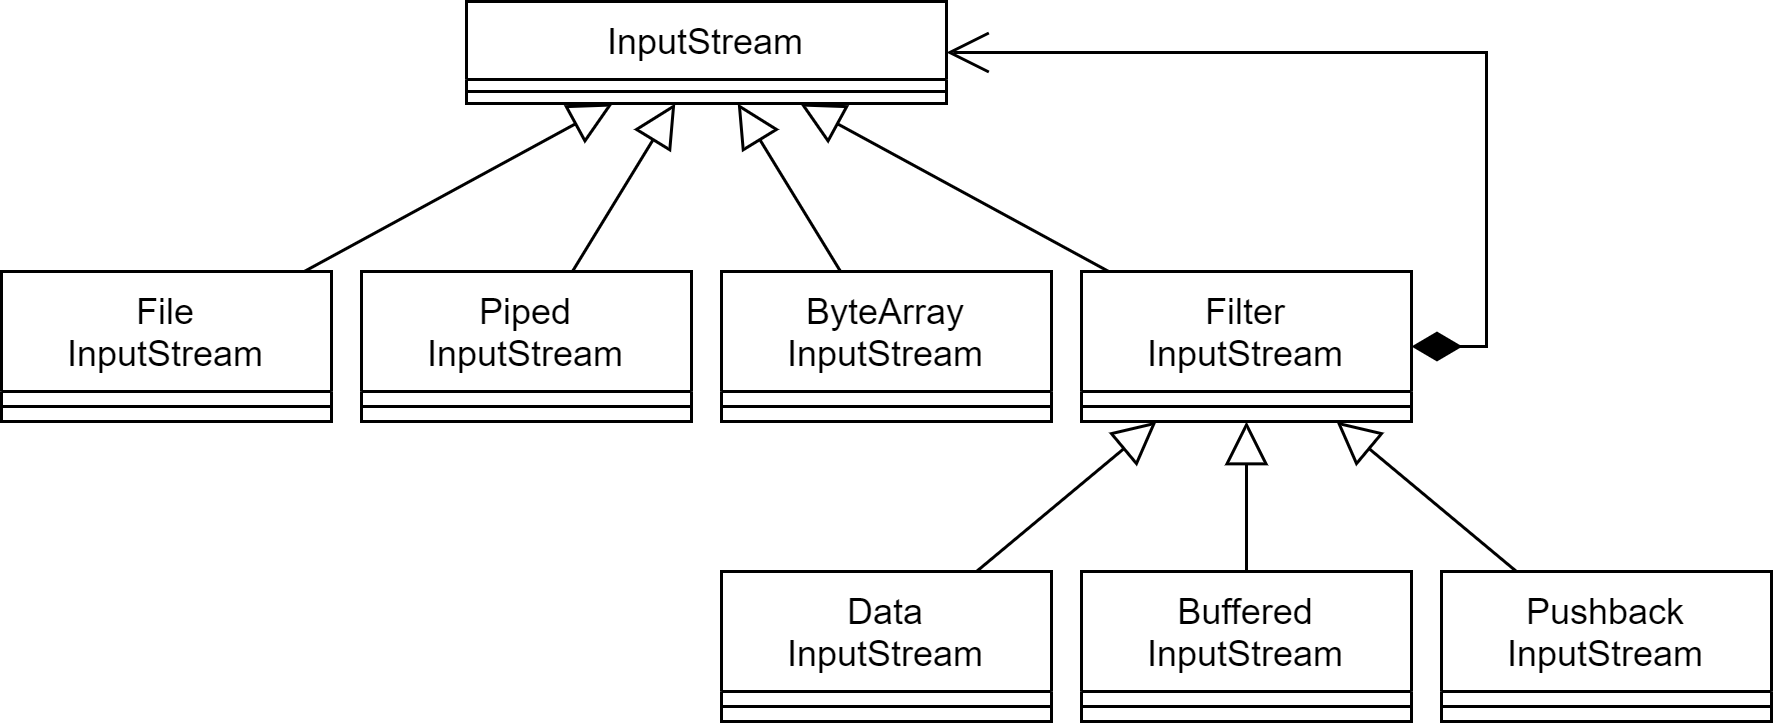 InputStream
File
InputStream
Piped
InputStream
ByteArray
InputStream
Filter
InputStream
Data
InputStream
Buffered
InputStream
Pushback
InputStream